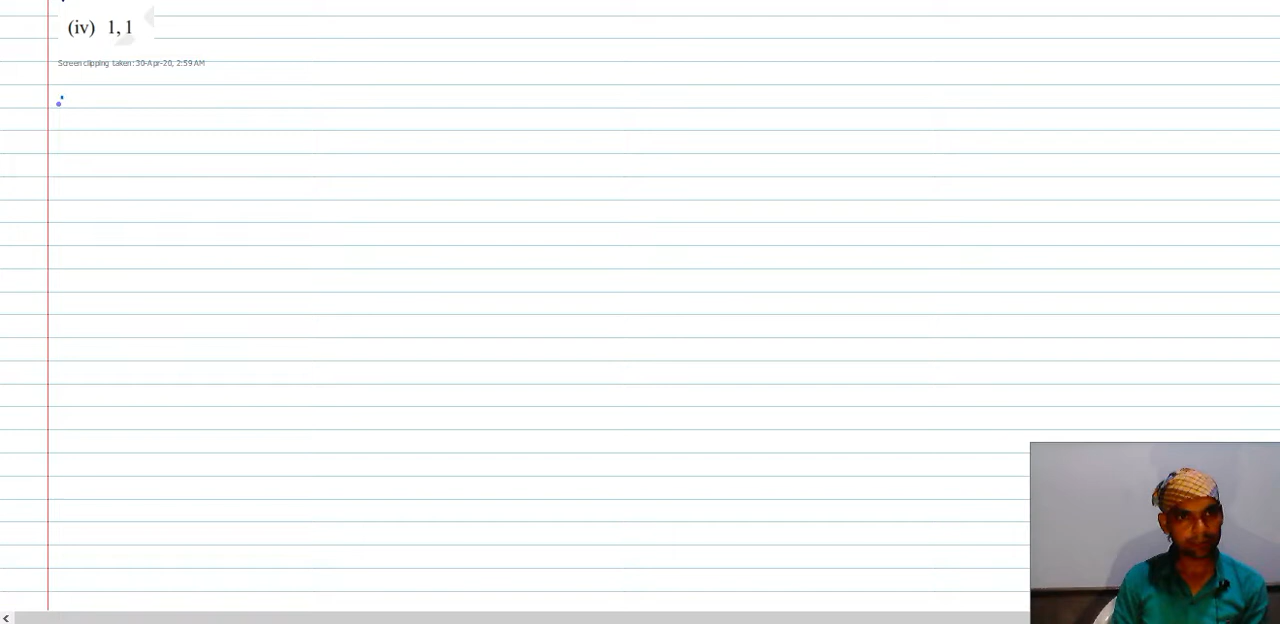 (iv) 1, 1
Screen clipping taken: 30-Apr-20, 2:59 AM